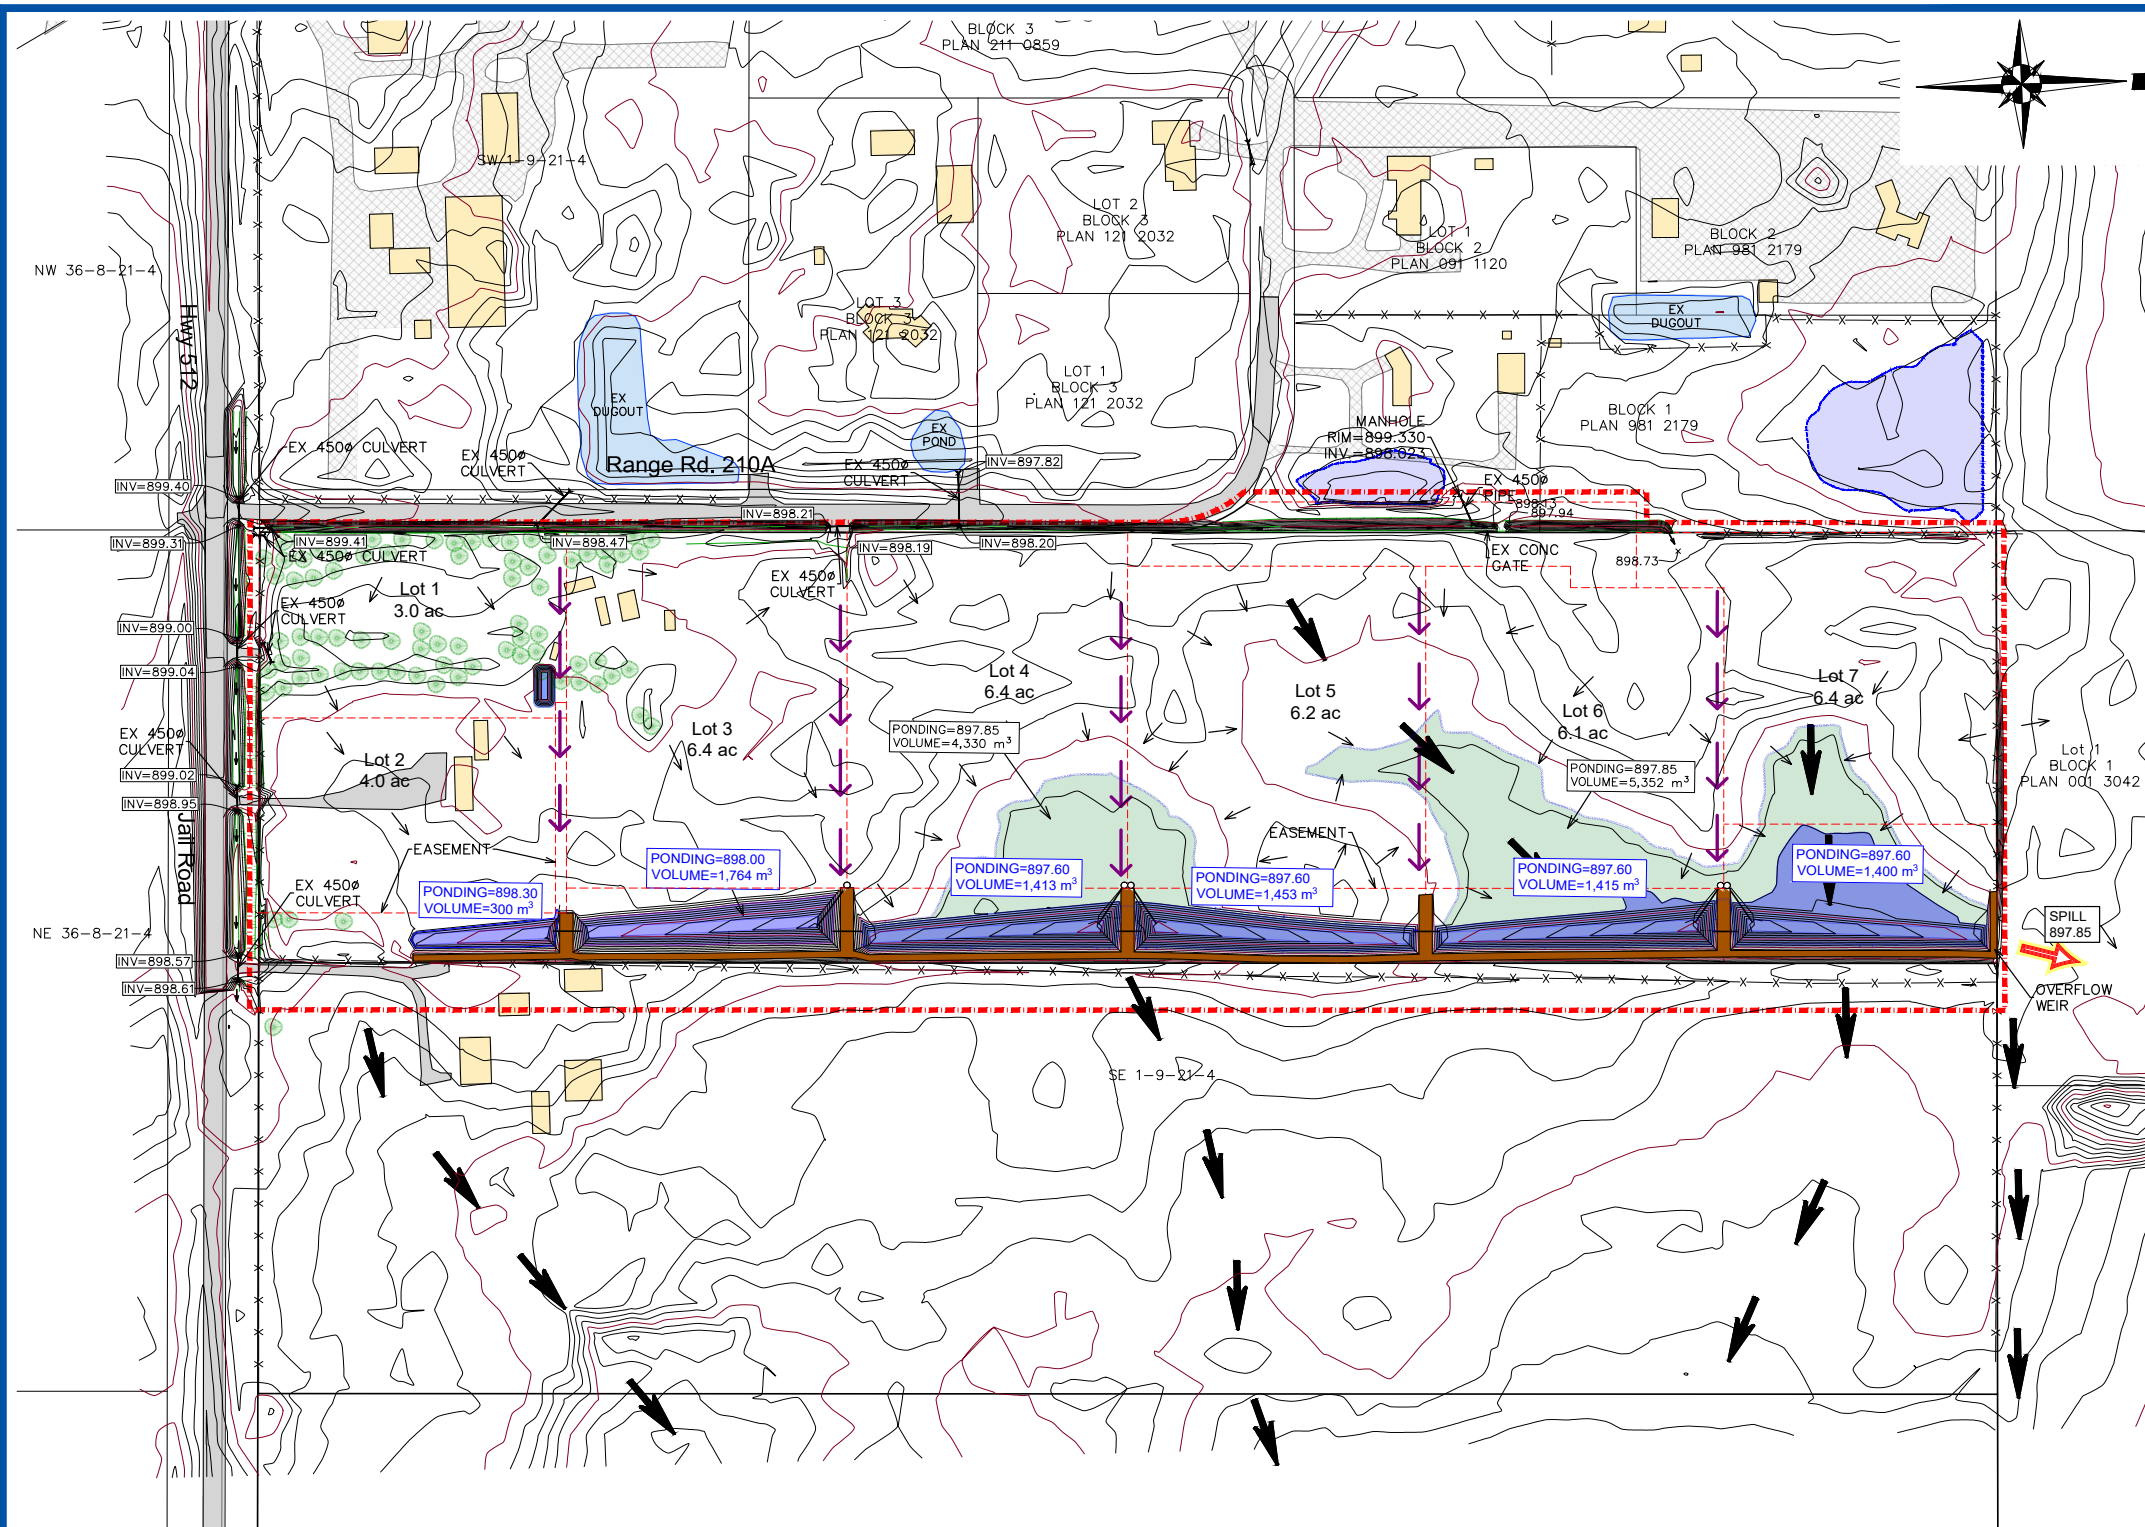 BLOCK 3
PLAN 211 0859
SW 1-9-21-4
LOT 2
BLOCK 3
PLAN 121 2032
LOT 1
BLOCK 2
PLAN 091 1120
BLOCK 2
PLAN 981 2179
NW 36-8-21-4
Hwy 512
LOT 3
BLOCK 3
PLAN 121 2032
EX
DUGOUT
LOT 1
BLOCK 3
PLAN 121 2032
EX
DUGOUT
BLOCK 1
PLAN 981 2179
MANHOLE
RIM=899.330
INV.=898.023
EX 450ø CULVERT
EX 450ø
CULVERT
Range Rd. 210A
EX 450ø
CULVERT
EX
POND
INV=897.82
EX 450ø
PIPE
898.13
897.94
INV=899.40
INV=898.21
INV=899.31
INV=899.41
EX 450ø CULVERT
INV=898.47
INV=898.19
INV=898.20
EX CONC
GATE
898.73
EX 450ø
CULVERT
Lot 1
3.0 ac
EX 450ø
CULVERT
INV=899.00
INV=899.04
Lot 4
6.4 ac
Lot 5
6.2 ac
Lot 6
6.1 ac
Lot 7
6.4 ac
Lot 3
6.4 ac
PONDING=897.85
VOLUME=4,330 m³
EX 450ø
CULVERT
Lot 2
4.0 ac
INV=899.02
INV=898.95
Jail Road
PONDING=897.85
VOLUME=5,352 m³
Lot 1
BLOCK 1
PLAN 001 3042
EASEMENT
EASEMENT
PONDING=898.30
VOLUME=300 m³
PONDING=898.00
VOLUME=1,764 m³
PONDING=897.60
VOLUME=1,413 m³
PONDING=897.60
VOLUME=1,453 m³
PONDING=897.60
VOLUME=1,415 m³
PONDING=897.60
VOLUME=1,400 m³
EX 450ø
CULVERT
NE 36-8-21-4
INV=898.57
INV=898.61
SPILL
897.85
OVERFLOW
WEIR
SE 1-9-21-4